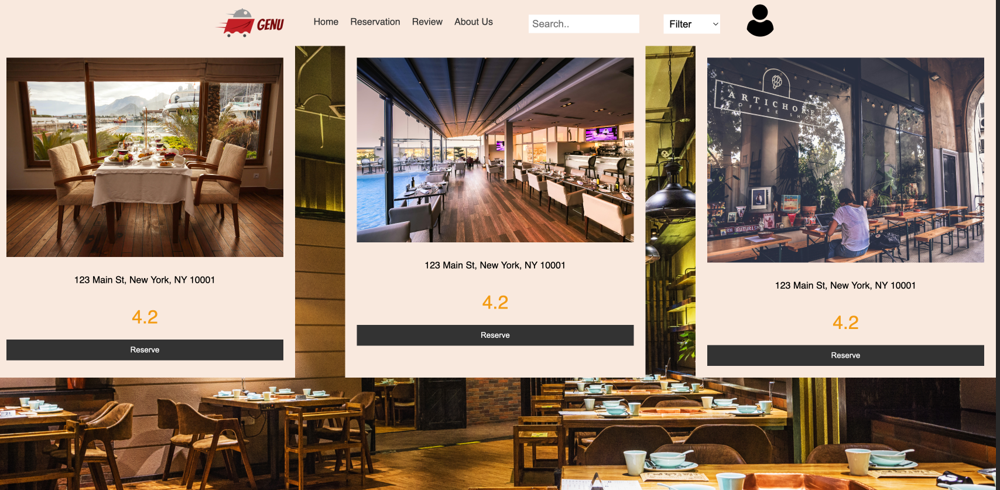 GENU
Home
Reservation
Review
About Us
Search..
Filter
ARTICHOKE
COFFEE SHOP
123 Main St, New York, NY 10001
4.2
Reserve
123 Main St, New York, NY 10001
4.2
Reserve
123 Main St, New York, NY 10001
4.2
Reserve
21